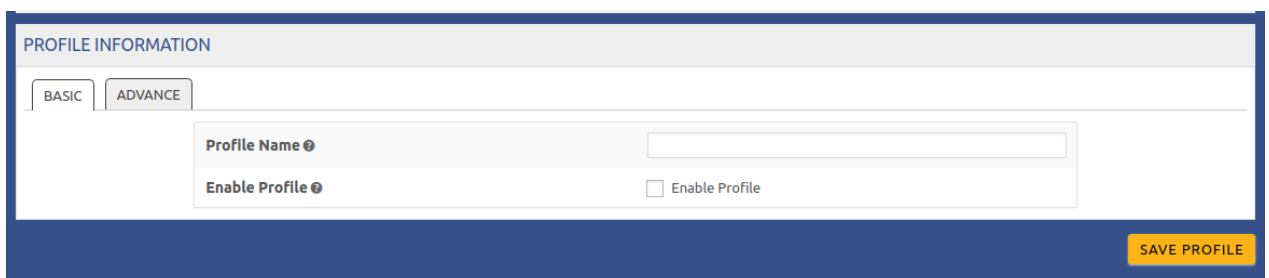 PROFILE INFORMATION
BASIC ADVANCE
Profile Name
Enable Profile Enable Profile
SAVE PROFILE